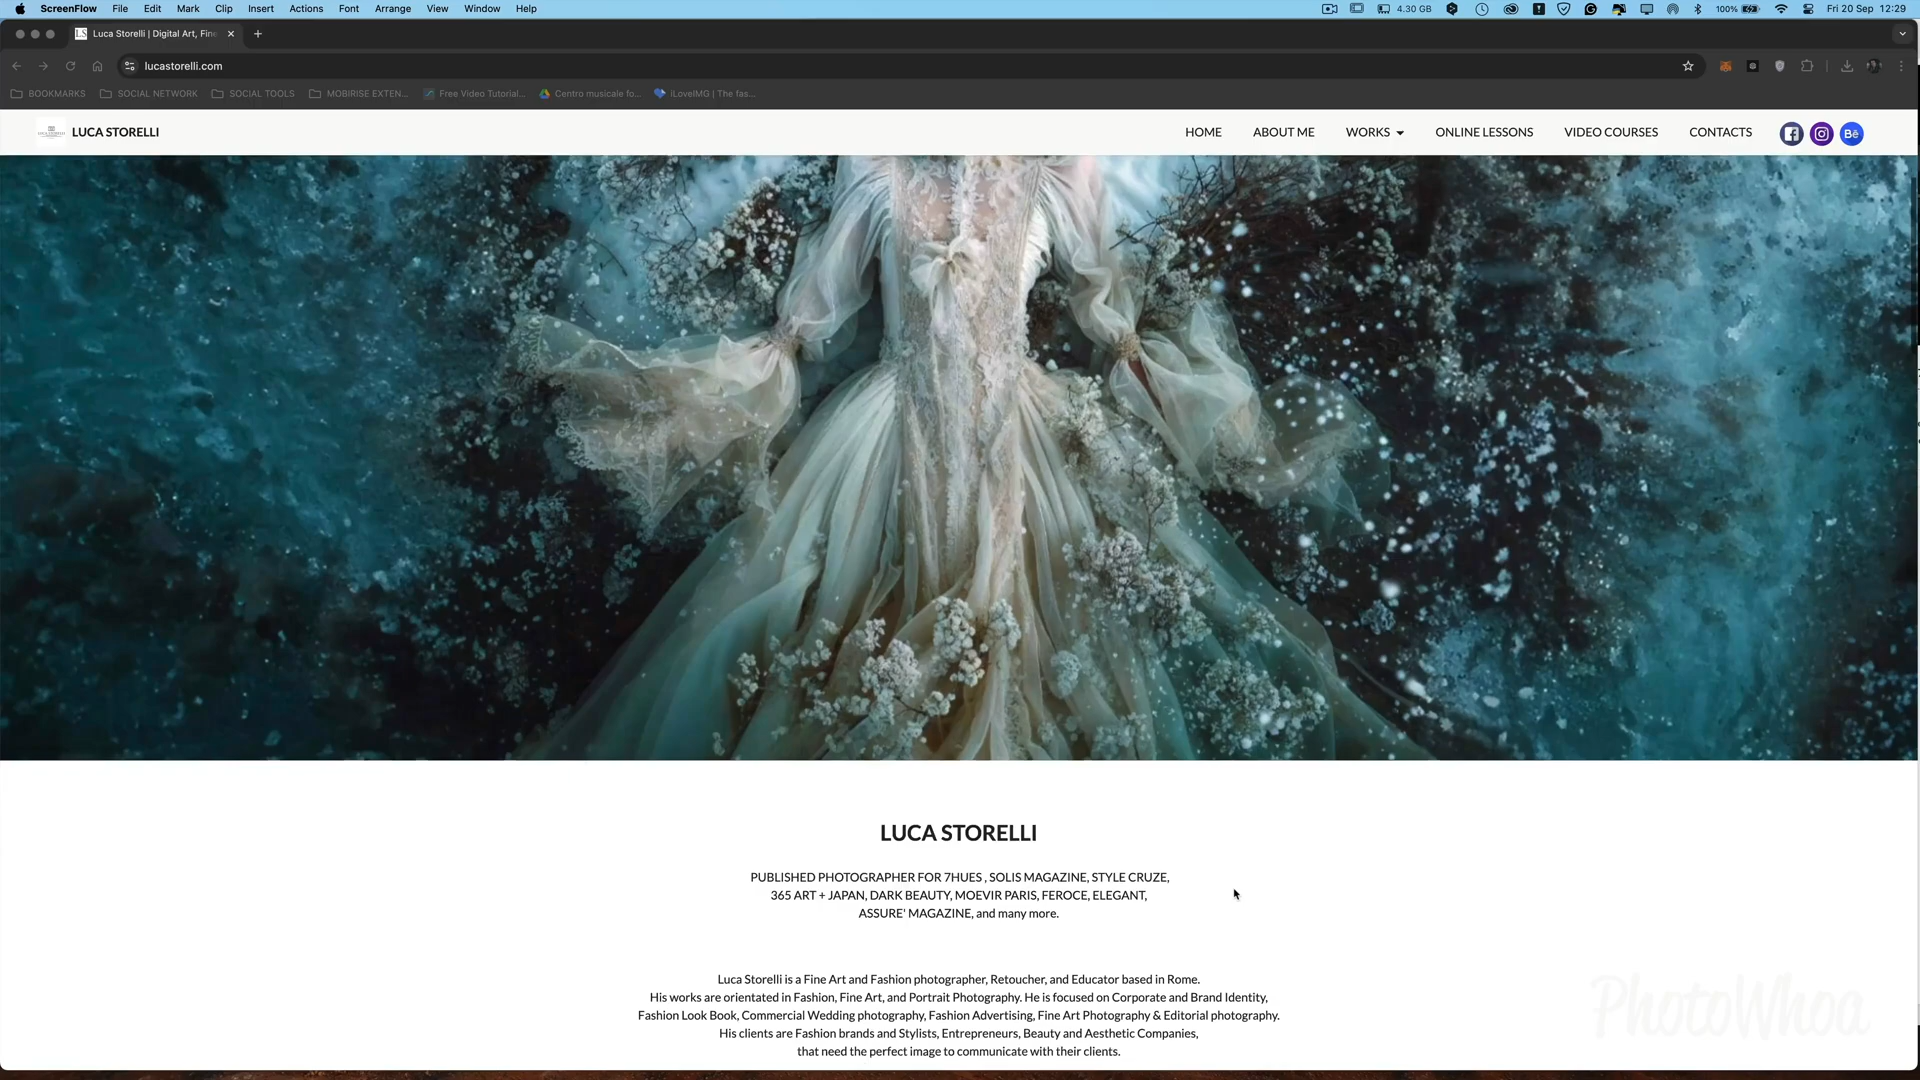 ScreenFlow File Edit Mark Clip Insert Actions Font Arrange View Window Help 4.30 GB 100% Fri 20 Sep 12:29
LS Luca Storelli | Digital Art, Fine
lucastorelli.com
BOOKMARKS SOCIAL NETWORK SOCIAL TOOLS MOBIRISE EXTEN... Free Video Tutorial... Centro musicale fo... iLoveIMG | The fas...
LUCA STORELLI HOME ABOUT ME WORKS ONLINE LESSONS VIDEO COURSES CONTACTS Bē
LUCA STORELLI
PUBLISHED PHOTOGRAPHER FOR 7HUES , SOLIS MAGAZINE, STYLE CRUZE,
365 ART + JAPAN, DARK BEAUTY, MOEVIR PARIS, FEROCE, ELEGANT,
ASSURE' MAGAZINE, and many more.
Luca Storelli is a Fine Art and Fashion photographer, Retoucher, and Educator based in Rome.
His works are orientated in Fashion, Fine Art, and Portrait Photography. He is focused on Corporate and Brand Identity,
Fashion Look Book, Commercial Wedding photography, Fashion Advertising, Fine Art Photography & Editorial photography.
His clients are Fashion brands and Stylists, Entrepreneurs, Beauty and Aesthetic Companies,
that need the perfect image to communicate with their clients.
PhotoWhoa